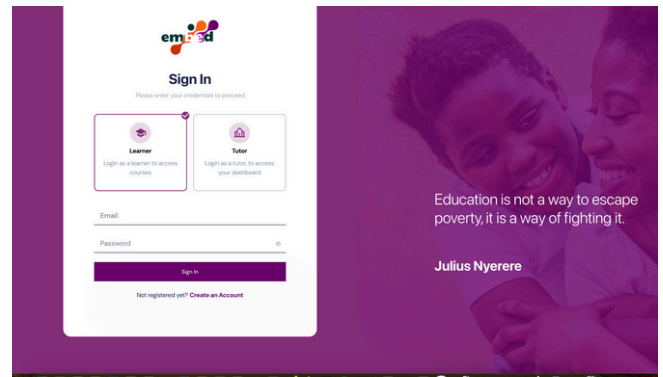 emped
Sign In
Please enter your credentials to proceed.
Learner
Login as a learner to access
courses
Tutor
Login as a tutor, to access
your dashboard
Email
Password
Sign In
Not registered yet? Create an Account
Education is not a way to escape
poverty, it is a way of fighting it.
Julius Nyerere